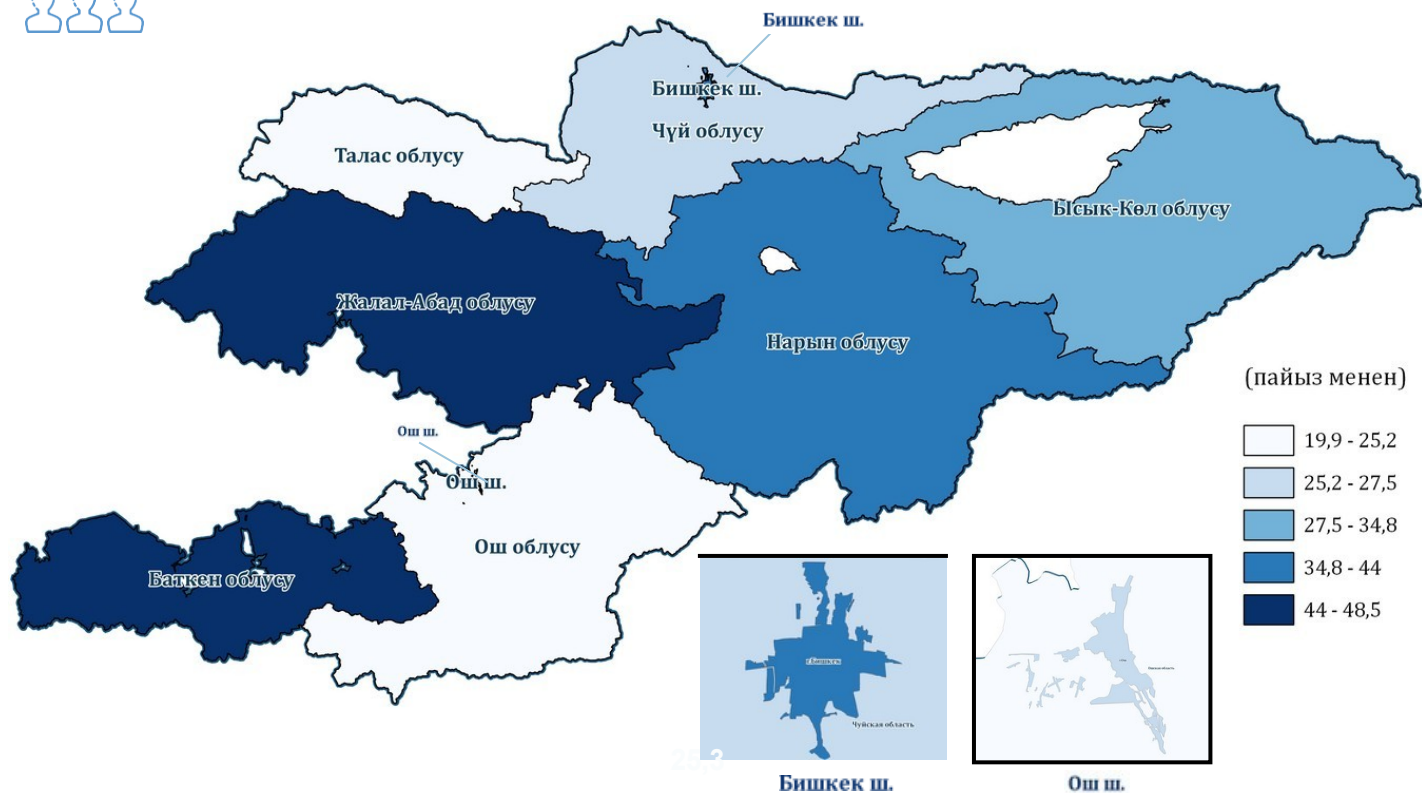 Бишкек ш.
Бишкек ш.
Чүй облусу
Талас облусу
Ысык-Көл облусу
Жалал-Абад облусу
Нарын облусу
(пайыз менен)
19,9 - 25,2
25,2 - 27,5
27,5 - 34,8
34,8 - 44
44 - 48,5
Ош ш.
Ош ш.
Ош облусу
Баткен облусу
г.Бишкек
Чуйская область
25,3
Бишкек ш.
Ош ш.